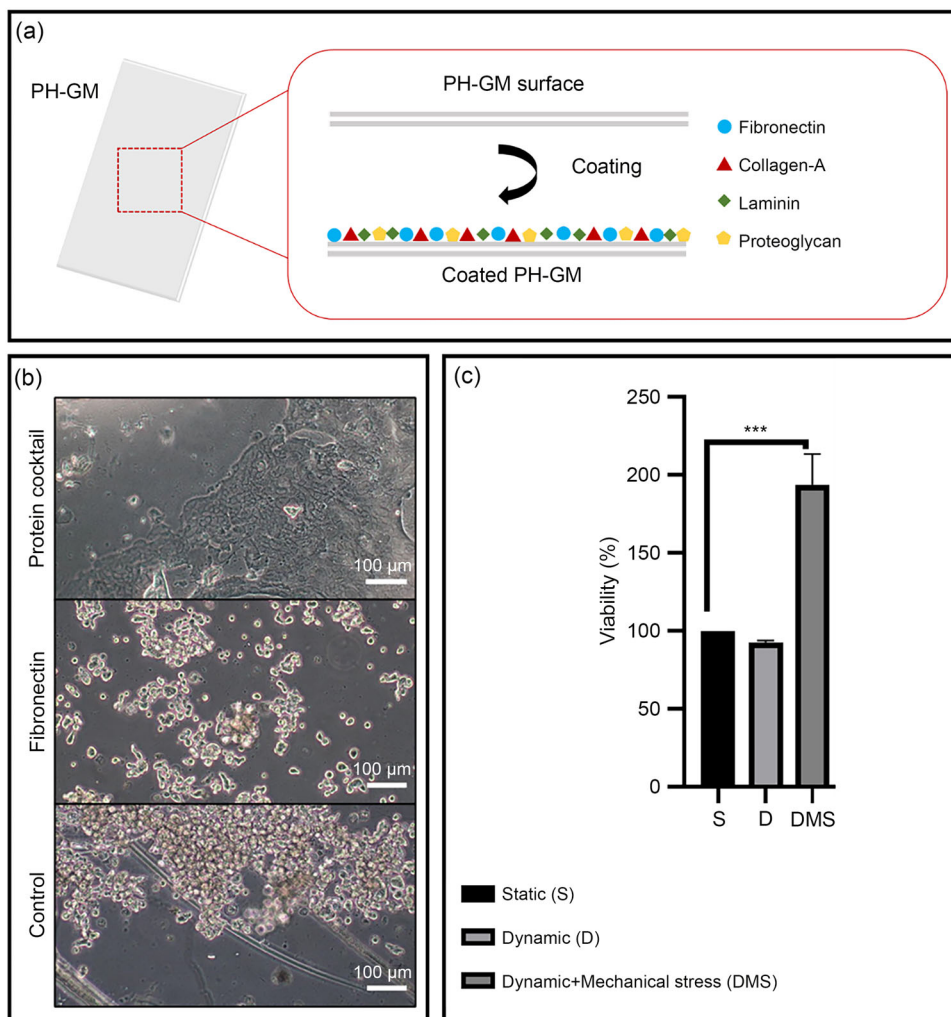 (a)
PH-GM
PH-GM surface
Coating
Coated PH-GM
Fibronectin
Collagen-A
Laminin
Proteoglycan
(b)
Protein cocktail
100 μm
Fibronectin
100 μm
Control
100 μm
(c)
Viability (%)
250
200
150
100
50
0
***
S D DMS
Static (S)
Dynamic (D)
Dynamic+Mechanical stress (DMS)